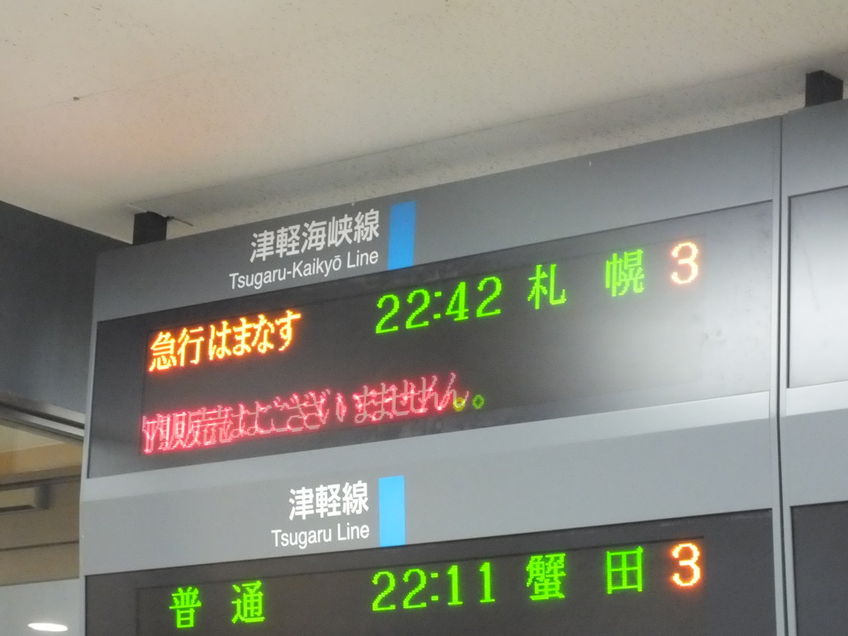 津軽海峡線
Tsugaru-Kaikyō Line
急行はまなす 22:42 札幌 3
内販売はございません。
津軽線
Tsugaru Line
普通 22:11 蟹田 3